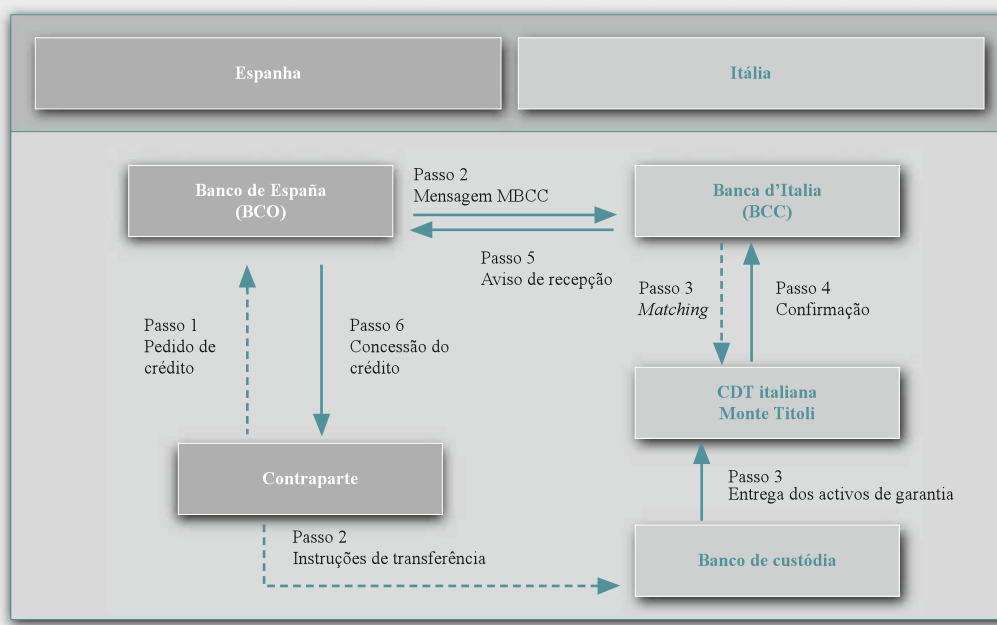 Espanha
Itália
Banco de España
(BCO)
Passo 2
Mensagem MBCC
Banca d’Italia
(BCC)
Passo 5
Aviso de recepção
Passo 3
Matching
Passo 4
Confirmação
Passo 1
Pedido de
crédito
Passo 6
Concessão do
crédito
CDT italiana
Monte Titoli
Contraparte
Passo 3
Entrega dos activos de garantia
Passo 2
Instruções de transferência
Banco de custódia